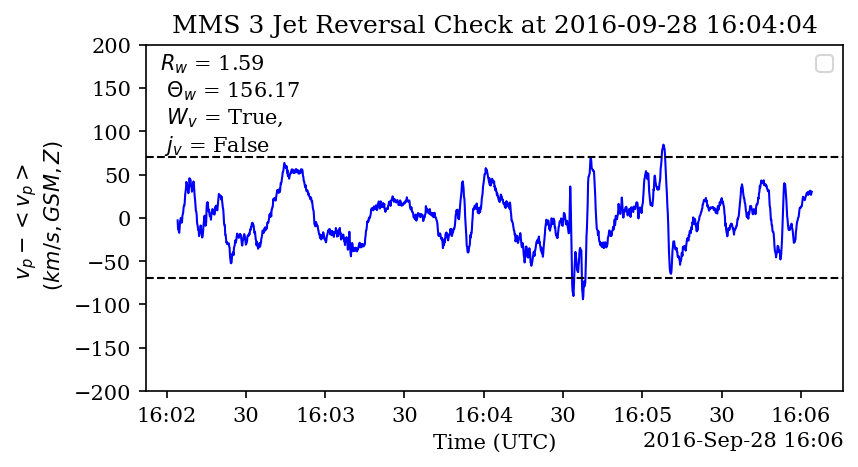 MMS 3 Jet Reversal Check at 2016-09-28 16:04:04
200
150
100
50
0
−50
−100
−150
−200
v_p − <v_p>
(km/s, GSM, Z)
R_w = 1.59
Θ_w = 156.17
W_v = True,
j_v = False
16:02 30 16:03 30 16:04 30 16:05 30 16:06
Time (UTC)
2016-Sep-28 16:06